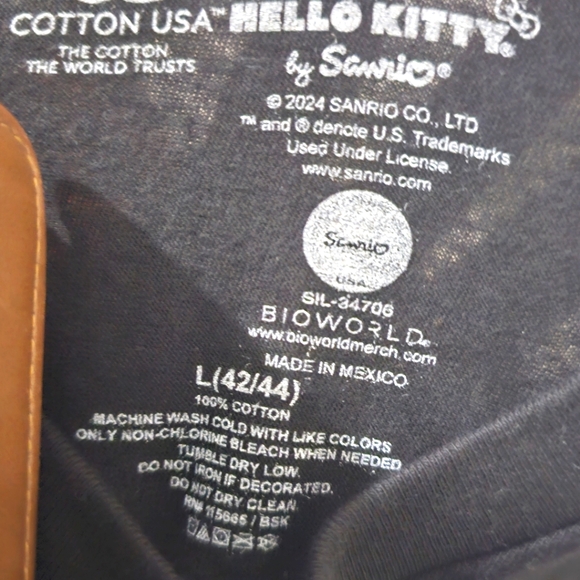 COTTON USA™
THE COTTON
THE WORLD TRUSTS
HELLO KITTY®
by Sanrio®
© 2024 SANRIO CO., LTD
™ and ® denote U.S. Trademarks
Used Under License.
www.sanrio.com
Sanrio
USA
SIL-34706
BIOWORLD®
www.bioworldmerch.com
MADE IN MEXICO
L(42/44)
100% COTTON
MACHINE WASH COLD WITH LIKE COLORS
ONLY NON-CHLORINE BLEACH WHEN NEEDED
TUMBLE DRY LOW.
DO NOT IRON IF DECORATED.
DO NOT DRY CLEAN.
RN# 115665 / BSK